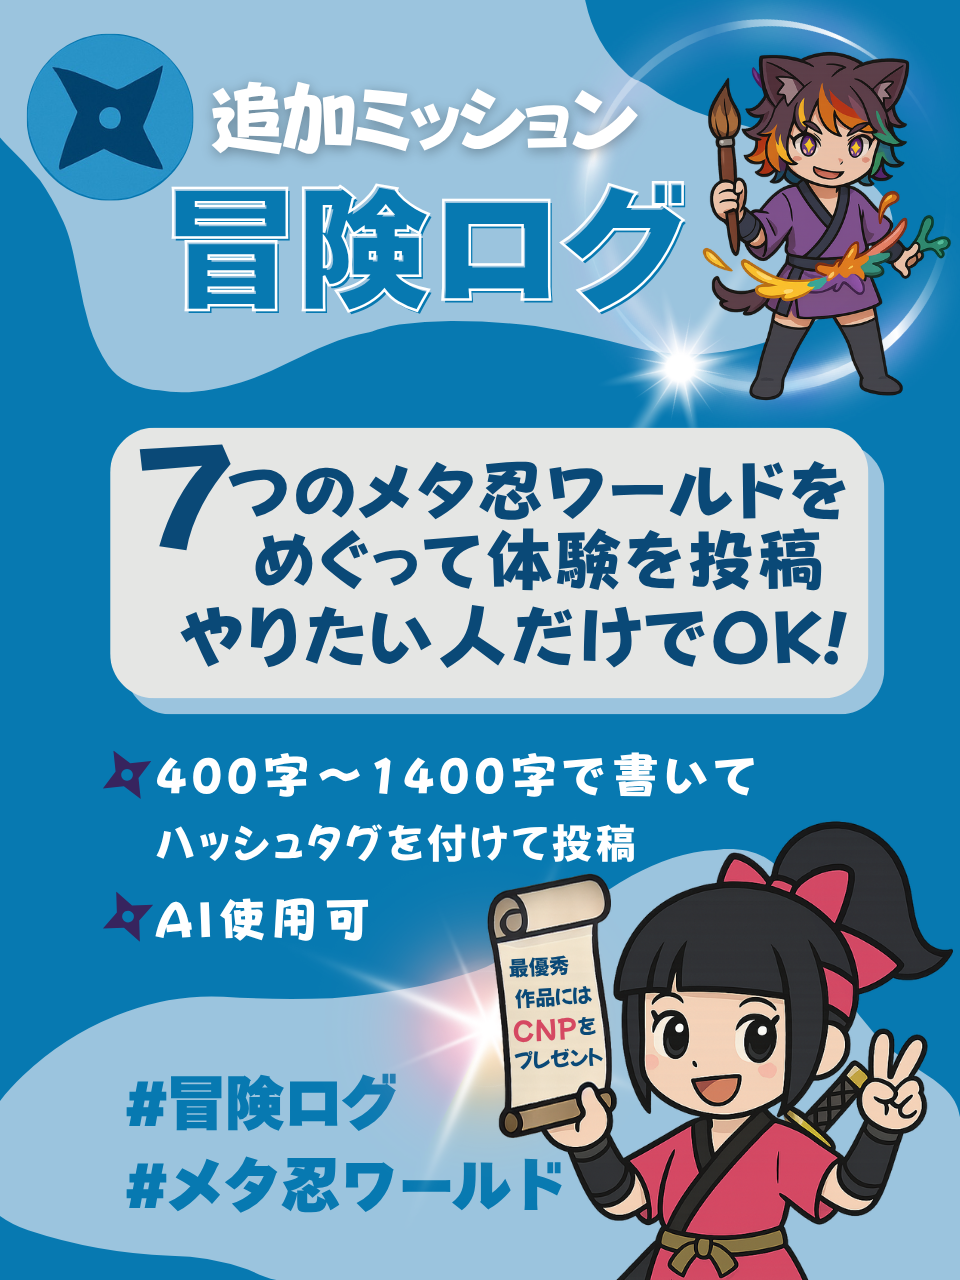 追加ミッション
冒険ログ
7つのメタ忍ワールドを
めぐって体験を投稿
やりたい人だけでOK!
400字〜1400字で書いて
ハッシュタグを付けて投稿
AI使用可
最優秀
作品には
CNPを
プレゼント
#冒険ログ
#メタ忍ワールド